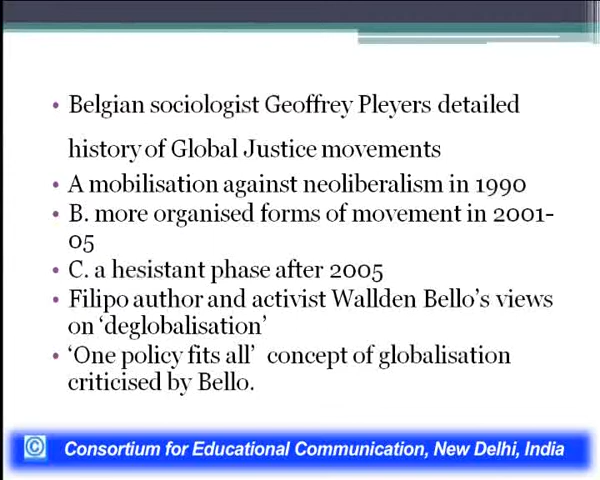 • Belgian sociologist Geoffrey Pleyers detailed
history of Global Justice movements
• A mobilisation against neoliberalism in 1990
• B. more organised forms of movement in 2001-
05
• C. a hesistant phase after 2005
• Filipo author and activist Wallden Bello's views
on 'deglobalisation'
• 'One policy fits all' concept of globalisation
criticised by Bello.
© Consortium for Educational Communication, New Delhi, India